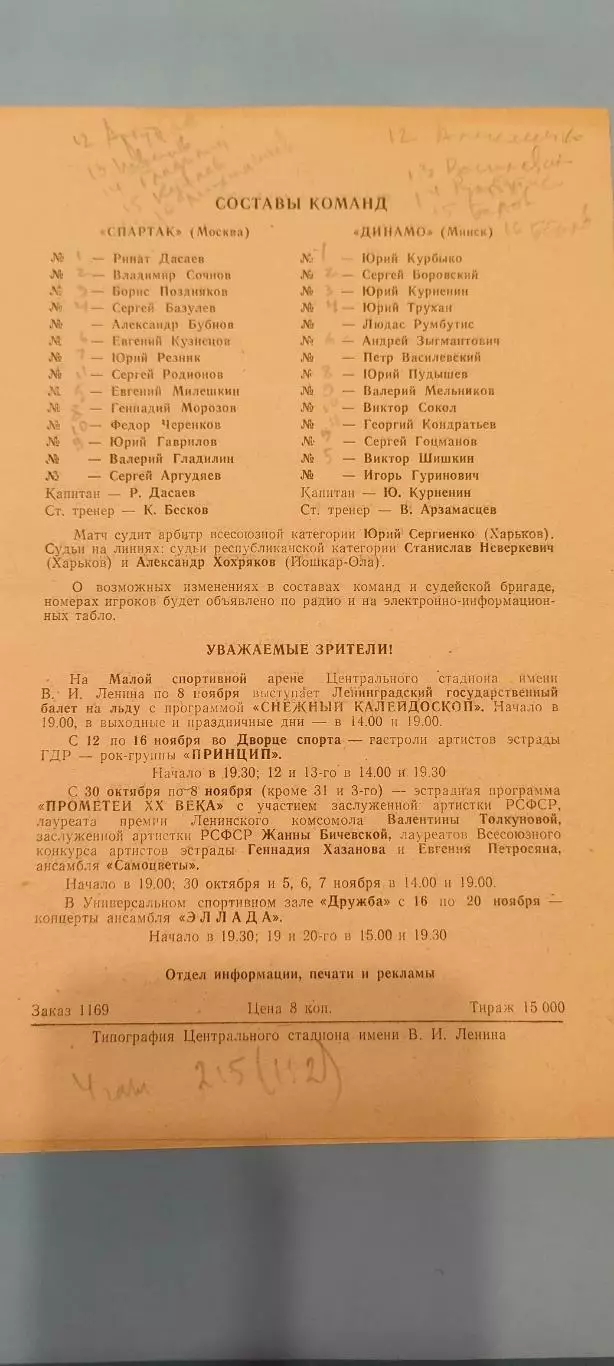 СОСТАВЫ КОМАНД
«СПАРТАК» (Москва)
№ 1 — Ринат Дасаев
№ 2 — Владимир Сочнов
№ 3 — Борис Поздняков
№ 4 — Сергей Базулев
№ — Александр Бубнов
№ 6 — Евгений Кузнецов
№ 7 — Юрий Резник
№ — Сергей Родионов
№ — Евгений Милешкин
№ 8 — Геннадий Морозов
№ 10 — Федор Черенков
№ 9 — Юрий Гаврилов
№ — Валерий Гладилин
№ — Сергей Аргудяев
Капитан — Р. Дасаев
Ст. тренер — К. Бесков
«ДИНАМО» (Минск)
№ 1 — Юрий Курбыко
№ 2 — Сергей Боровский
№ 3 — Юрий Курненин
№ 4 — Юрий Трухан
№ — Людас Румбутис
№ 6 — Андрей Зыгмантович
№ — Петр Василевский
№ 8 — Юрий Пудышев
№ — Валерий Мельников
№ — Виктор Сокол
№ — Георгий Кондратьев
№ — Сергей Гоцманов
№ 5 — Виктор Шишкин
№ — Игорь Гуринович
Капитан — Ю. Курненин
Ст. тренер — В. Арзамасцев
Матч судит арбитр всесоюзной категории Юрий Сергиенко (Харьков).
Судьи на линиях: судьи республиканской категории Станислав Неверкевич
(Харьков) и Александр Хохряков (Йошкар-Ола).
О возможных изменениях в составах команд и судейской бригаде,
номерах игроков будет объявлено по радио и на электронно-информацион-
ных табло.
УВАЖАЕМЫЕ ЗРИТЕЛИ!
На Малой спортивной арене Центрального стадиона имени
В. И. Ленина по 8 ноября выступает Ленинградский государственный
балет на льду с программой «СНЕЖНЫЙ КАЛЕЙДОСКОП». Начало в
19.00, в выходные и праздничные дни — в 14.00 и 19.00.
С 12 по 16 ноября во Дворце спорта — гастроли артистов эстрады
ГДР — рок-группы «ПРИНЦИП».
Начало в 19.30; 12 и 13-го в 14.00 и 19.30
С 30 октября по 8 ноября (кроме 31 и 3-го) — эстрадная программа
«ПРОМЕТЕЙ XX ВЕКА» с участием заслуженной артистки РСФСР,
лауреата премии Ленинского комсомола Валентины Толкуновой,
заслуженной артистки РСФСР Жанны Бичевской, лауреатов Всесоюзного
конкурса артистов эстрады Геннадия Хазанова и Евгения Петросяна,
ансамбля «Самоцветы».
Начало в 19.00; 30 октября и 5, 6, 7 ноября в 14.00 и 19.00.
В Универсальном спортивном зале «Дружба» с 16 по 20 ноября —
концерты ансамбля «ЭЛЛАДА».
Начало в 19.30; 19 и 20-го в 15.00 и 19.30
Отдел информации, печати и рекламы
Заказ 1169 Цена 8 коп. Тираж 15 000
Типография Центрального стадиона имени В. И. Ленина
2:5 (1:2)